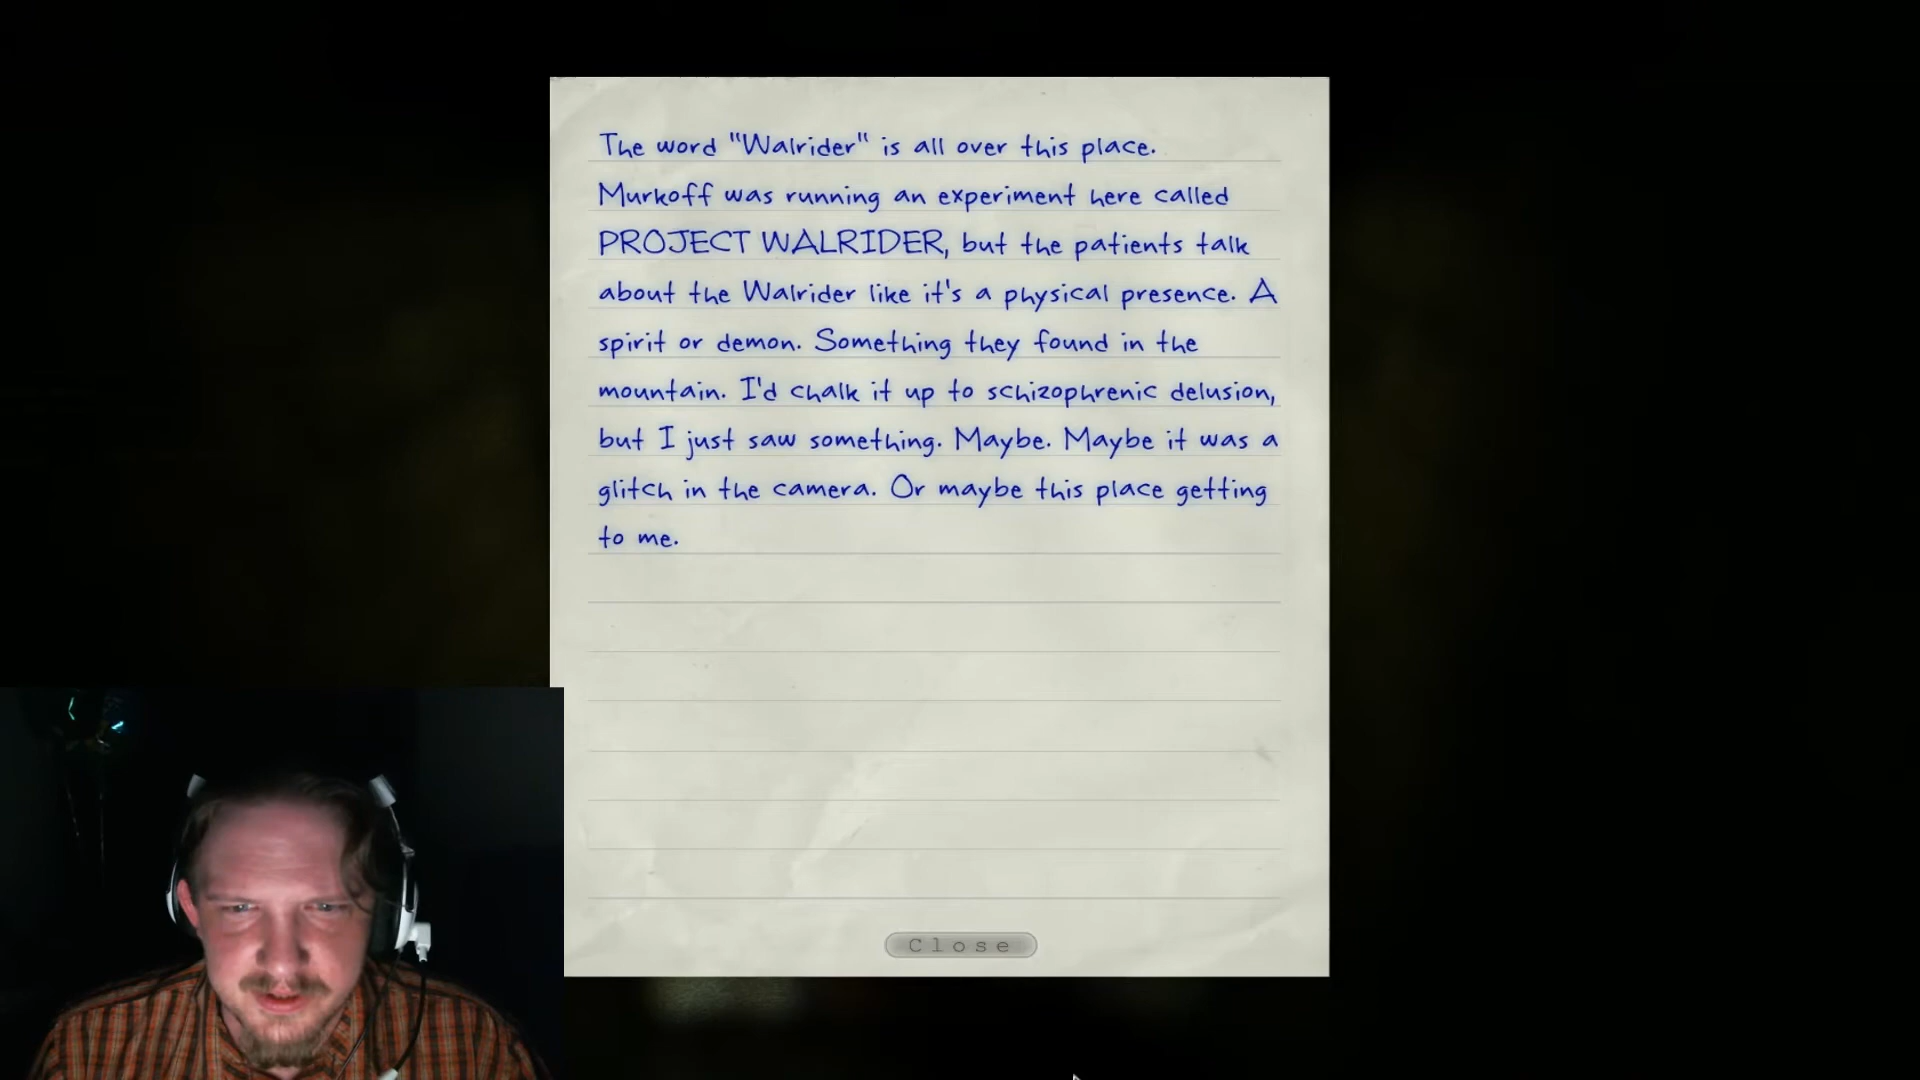 The word "Walrider" is all over this place.
Murkoff was running an experiment here called
PROJECT WALRIDER, but the patients talk
about the Walrider like it's a physical presence. A
spirit or demon. Something they found in the
mountain. I'd chalk it up to schizophrenic delusion,
but I just saw something. Maybe. Maybe it was a
glitch in the camera. Or maybe this place getting
to me.
Close